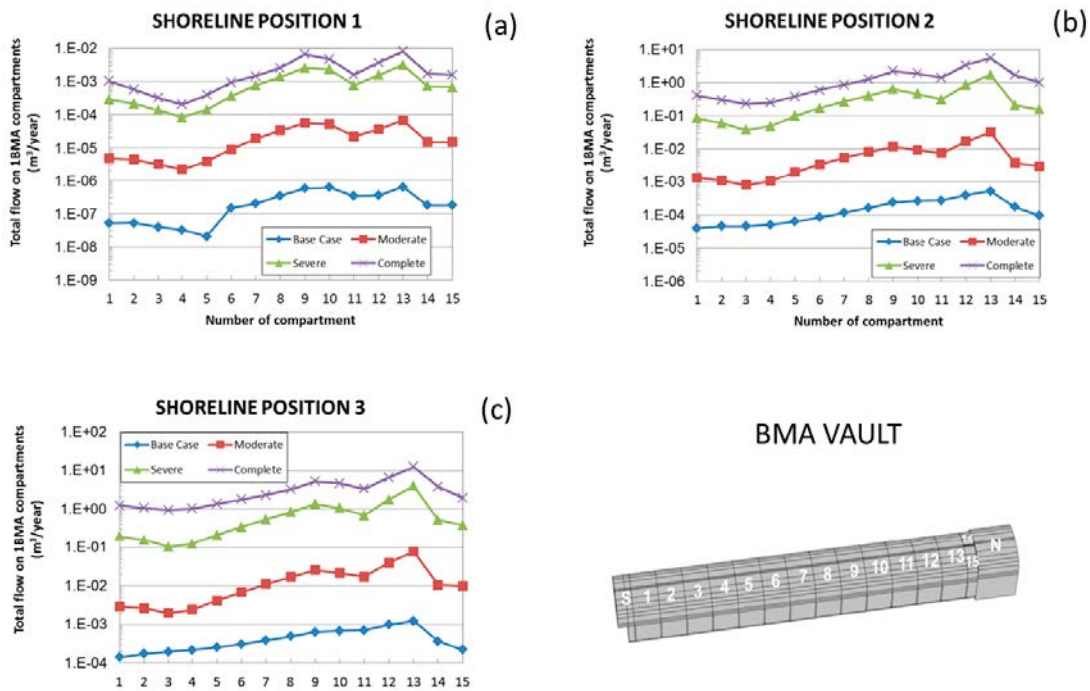 SHORELINE POSITION 1
(a)
Total flow on 1BMA compartments
(m³/year)
1.E-02
1.E-03
1.E-04
1.E-05
1.E-06
1.E-07
1.E-08
1.E-09
Base Case Moderate
Severe Complete
1 2 3 4 5 6 7 8 9 10 11 12 13 14 15
Number of compartment
SHORELINE POSITION 2
(b)
Total flow on 1BMA compartments
(m³/year)
1.E+01
1.E+00
1.E-01
1.E-02
1.E-03
1.E-04
1.E-05
1.E-06
Base Case Moderate
Severe Complete
1 2 3 4 5 6 7 8 9 10 11 12 13 14 15
Number of compartment
SHORELINE POSITION 3
(c)
Total flow on 1BMA compartments
(m³/year)
1.E+02
1.E+01
1.E+00
1.E-01
1.E-02
1.E-03
1.E-04
Base Case Moderate
Severe Complete
1 2 3 4 5 6 7 8 9 10 11 12 13 14 15
BMA VAULT
S 1 2 3 4 5 6 7 8 9 10 11 12 13 14 15 N